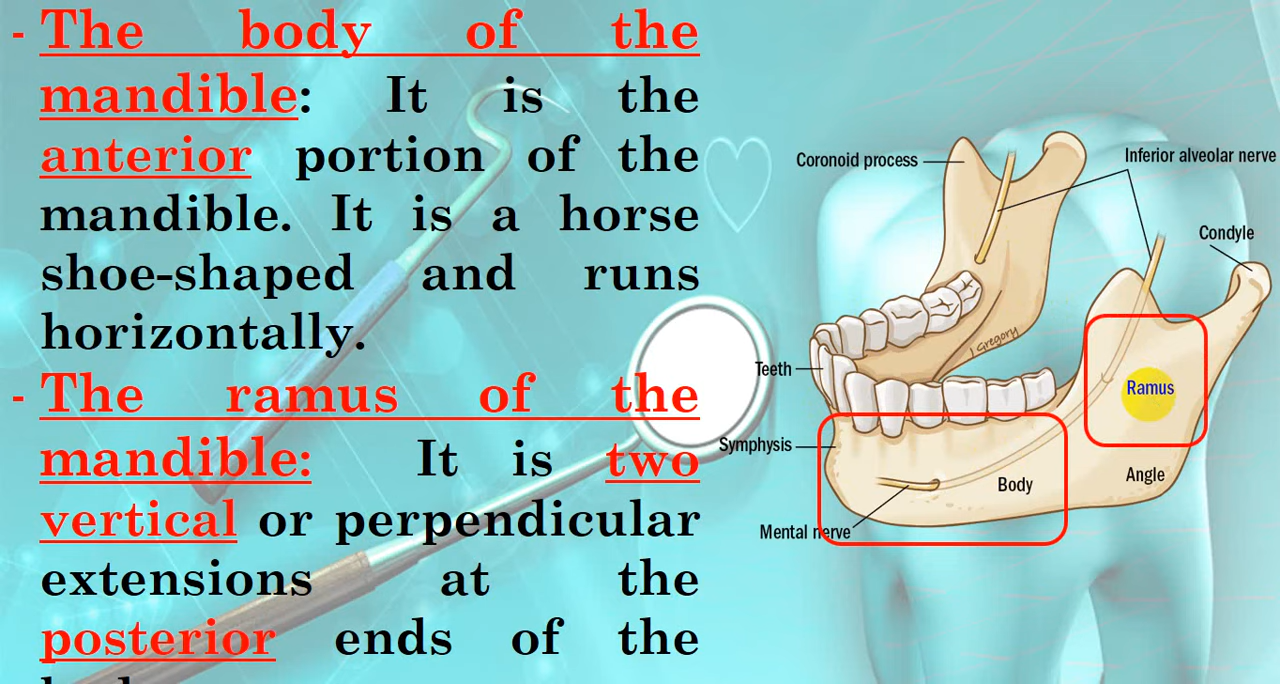 - The body of the
mandible: It is the
anterior portion of the
mandible. It is a horse
shoe-shaped and runs
horizontally.
- The ramus of the
mandible: It is two
vertical or perpendicular
extensions at the
posterior ends of the
Coronoid process
Inferior alveolar nerve
Condyle
J Gregory
Teeth
Ramus
Symphysis
Angle
Body
Mental nerve